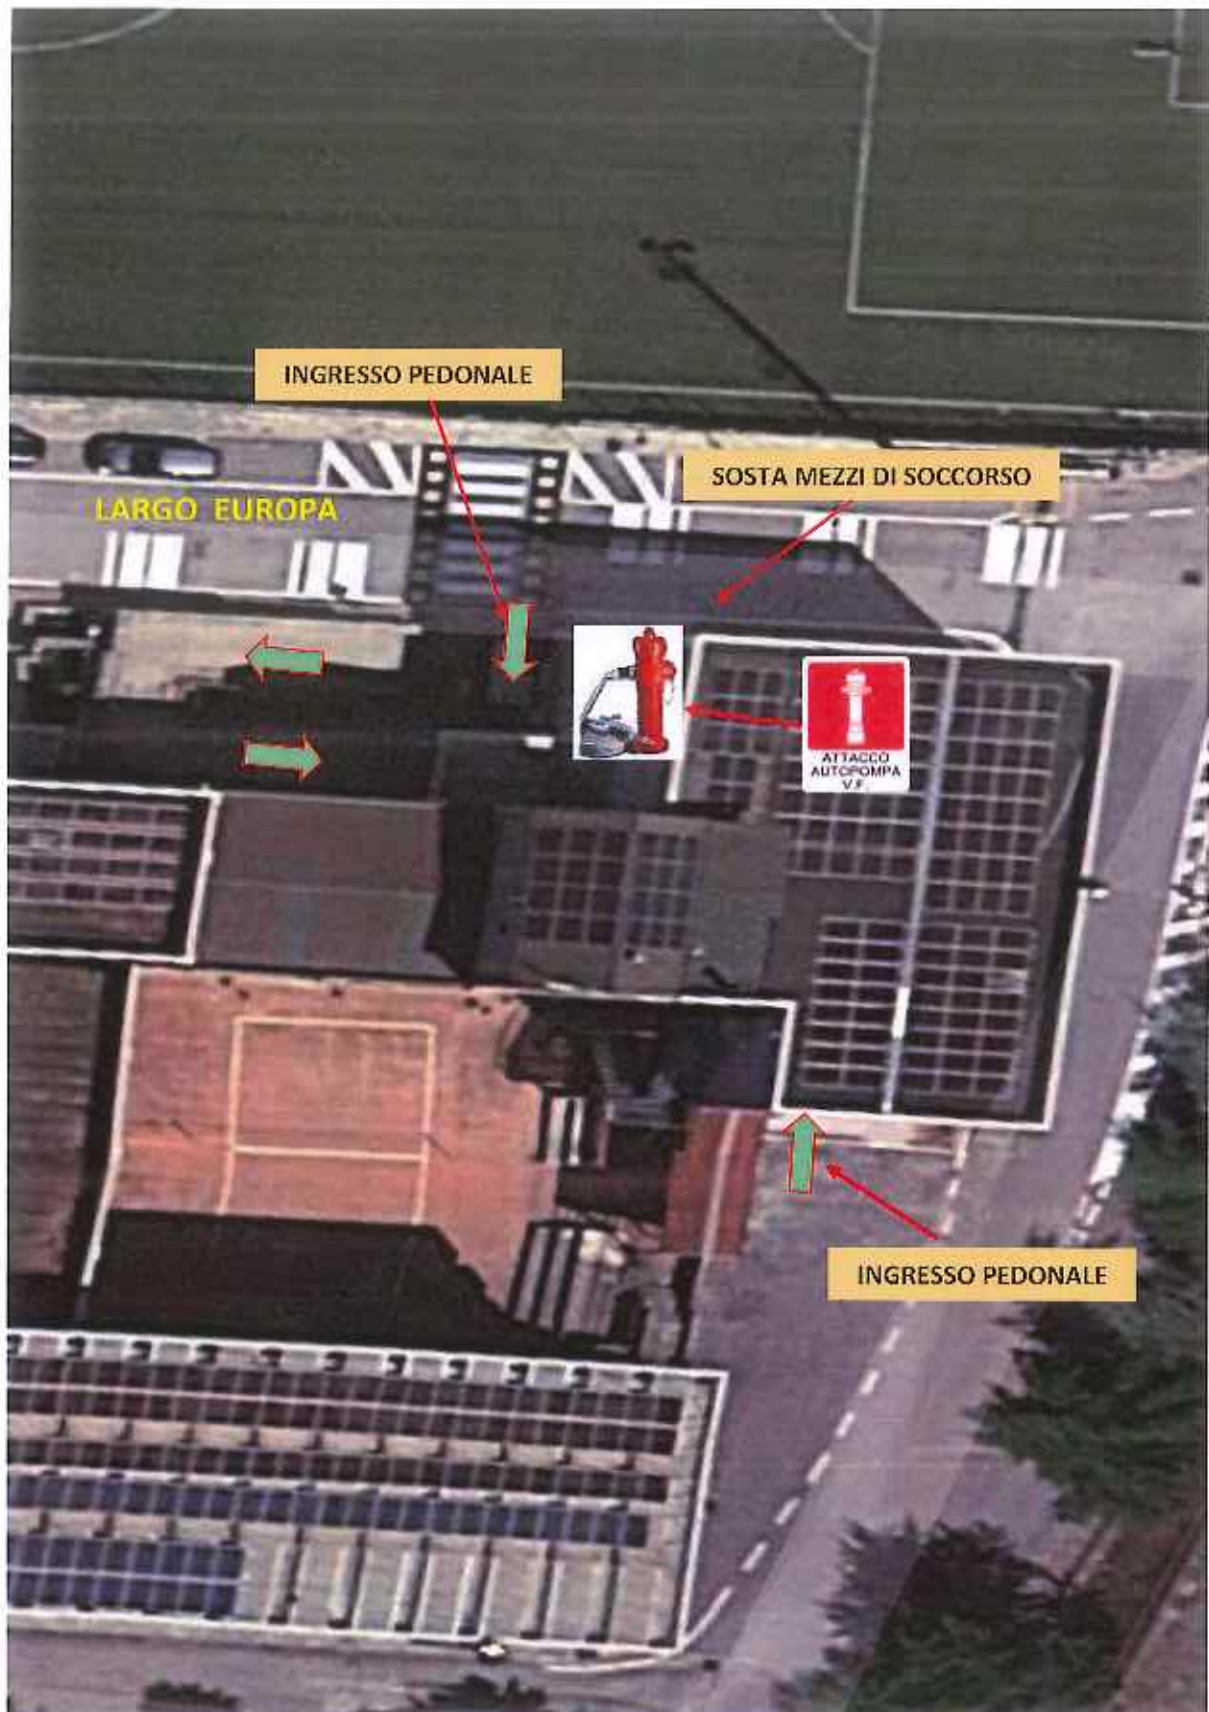 INGRESSO PEDONALE
SOSTA MEZZI DI SOCCORSO
LARGO EUROPA
ATTACCO
AUTOPOMPA
V.F.
INGRESSO PEDONALE